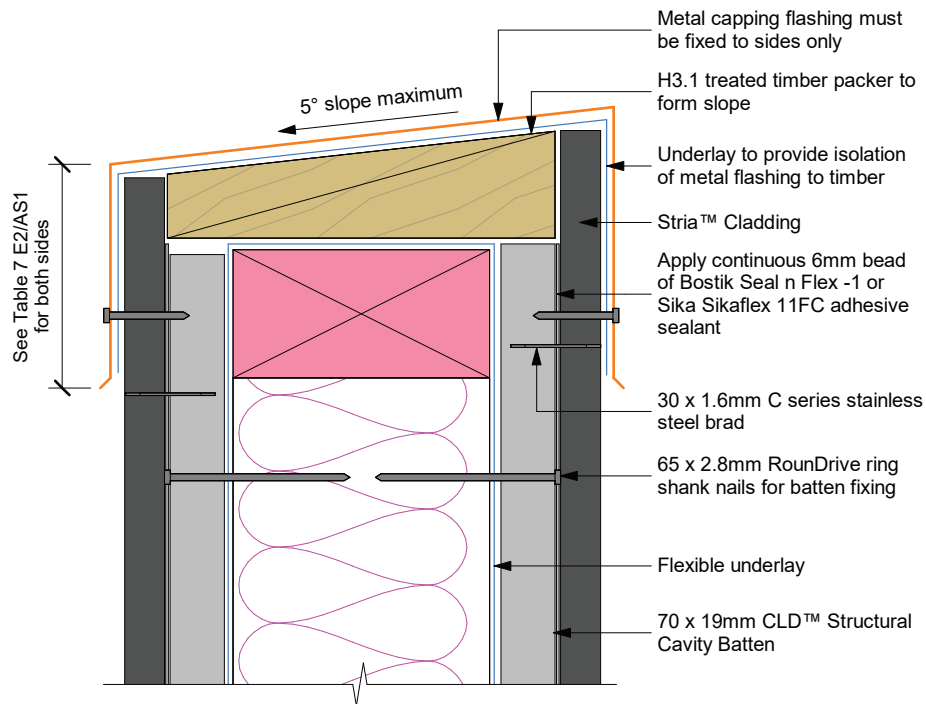 Metal capping flashing must
be fixed to sides only
H3.1 treated timber packer to
form slope
5° slope maximum
Underlay to provide isolation
of metal flashing to timber
Stria™ Cladding
See Table 7 E2/AS1
for both sides
Apply continuous 6mm bead
of Bostik Seal n Flex -1 or
Sika Sikaflex 11FC adhesive
sealant
30 x 1.6mm C series stainless
steel brad
65 x 2.8mm RounDrive ring
shank nails for batten fixing
Flexible underlay
70 x 19mm CLD™ Structural
Cavity Batten